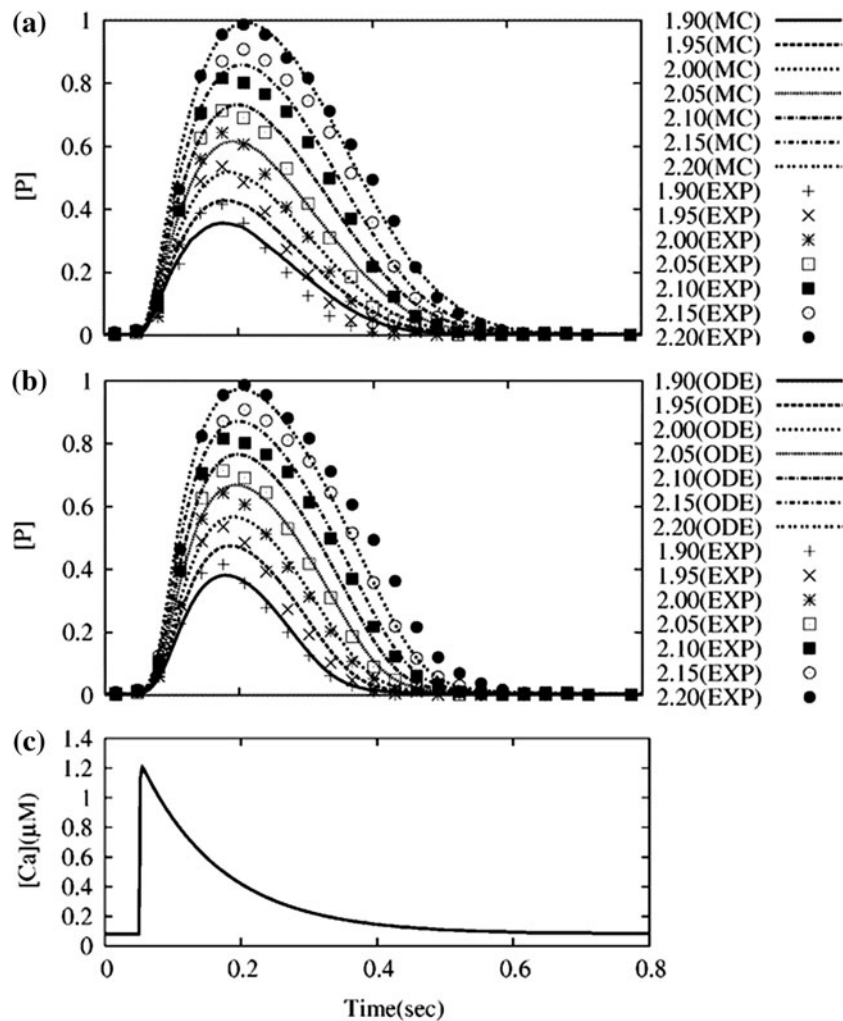 (a)
1
0.8
0.6
0.4
0.2
0
[P]
1.90(MC)
1.95(MC)
2.00(MC)
2.05(MC)
2.10(MC)
2.15(MC)
2.20(MC)
1.90(EXP)
1.95(EXP)
2.00(EXP)
2.05(EXP)
2.10(EXP)
2.15(EXP)
2.20(EXP)
(b)
1
0.8
0.6
0.4
0.2
0
[P]
1.90(ODE)
1.95(ODE)
2.00(ODE)
2.05(ODE)
2.10(ODE)
2.15(ODE)
2.20(ODE)
1.90(EXP)
1.95(EXP)
2.00(EXP)
2.05(EXP)
2.10(EXP)
2.15(EXP)
2.20(EXP)
(c)
1.4
1.2
1
0.8
0.6
0.4
0.2
0
[Ca](μM)
0 0.2 0.4 0.6 0.8
Time(sec)